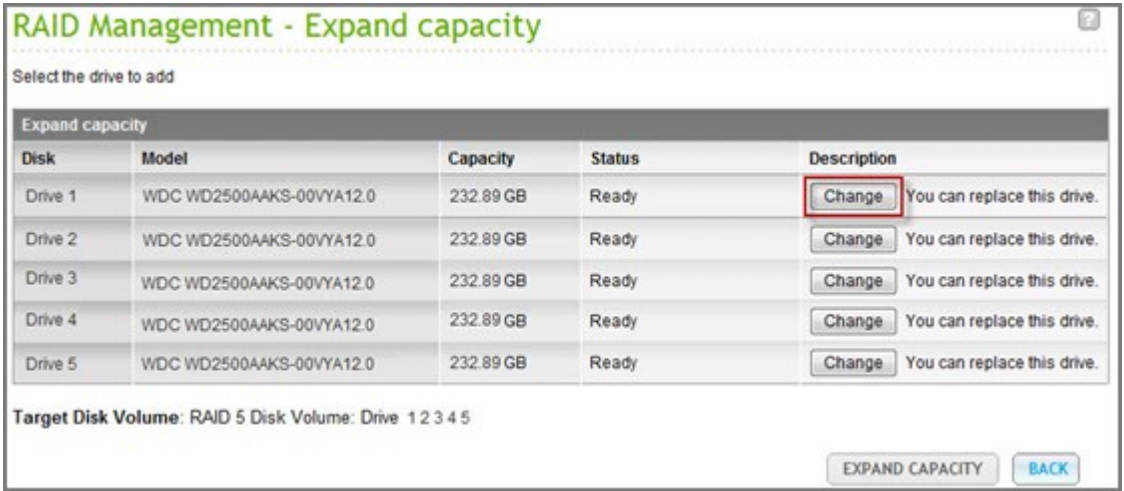 RAID Management - Expand capacity
?
Select the drive to add
Expand capacity
Disk Model Capacity Status Description
Drive 1 WDC WD2500AAKS-00VYA12.0 232.89 GB Ready Change You can replace this drive.
Drive 2 WDC WD2500AAKS-00VYA12.0 232.89 GB Ready Change You can replace this drive.
Drive 3 WDC WD2500AAKS-00VYA12.0 232.89 GB Ready Change You can replace this drive.
Drive 4 WDC WD2500AAKS-00VYA12.0 232.89 GB Ready Change You can replace this drive.
Drive 5 WDC WD2500AAKS-00VYA12.0 232.89 GB Ready Change You can replace this drive.
Target Disk Volume: RAID 5 Disk Volume: Drive 1 2 3 4 5
EXPAND CAPACITY BACK